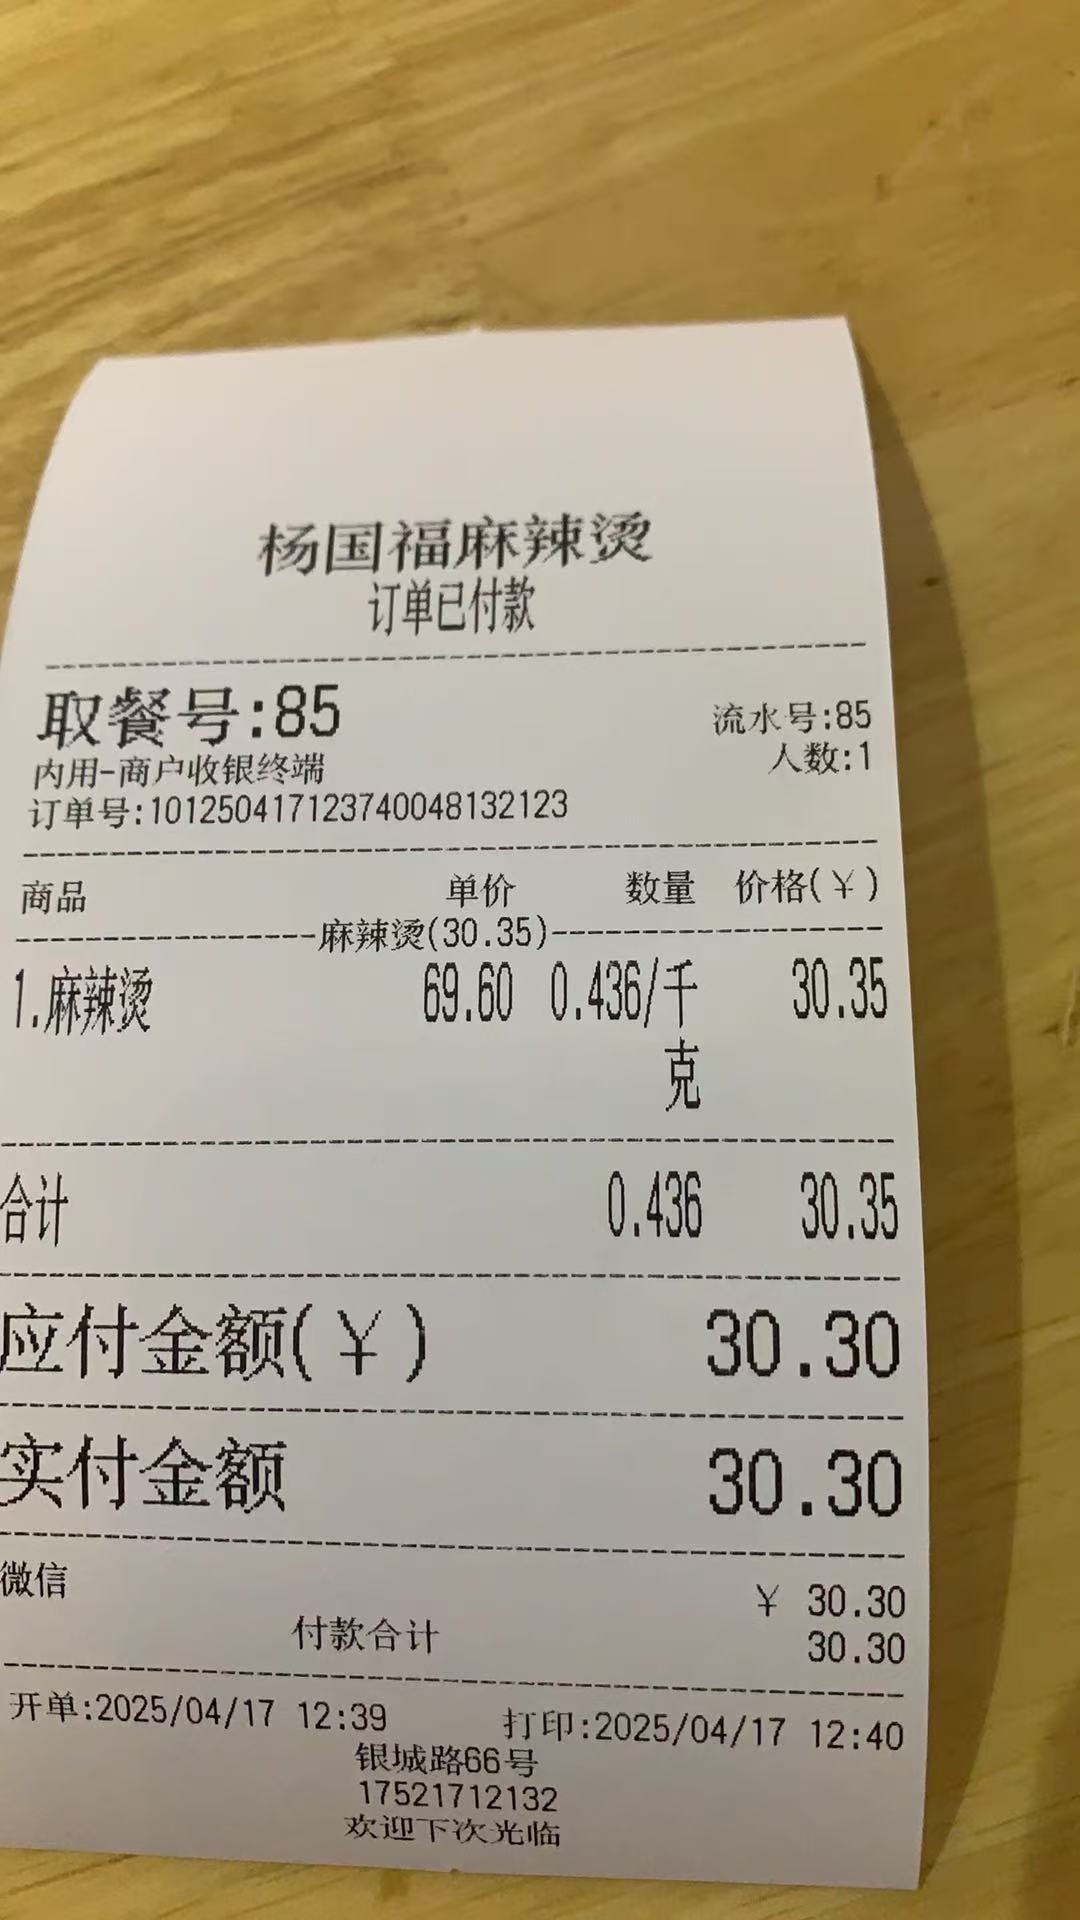 杨国福麻辣烫
订单已付款
取餐号:85
流水号:85
内用-商户收银终端
人数:1
订单号:101250417123740048132123
商品 单价 数量 价格(￥)
麻辣烫(30.35)
1.麻辣烫 69.60 0.436/千克 30.35
合计 0.436 30.35
应付金额(￥) 30.30
实付金额 30.30
微信 ￥ 30.30
付款合计 30.30
开单:2025/04/17 12:39 打印:2025/04/17 12:40
银城路66号
17521712132
欢迎下次光临